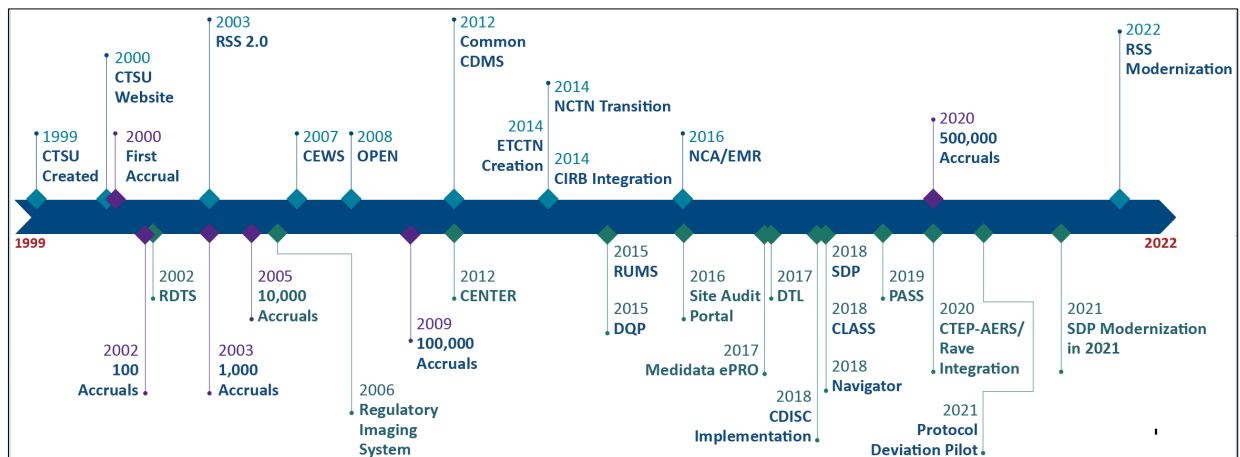 1999
CTSU
Created
2000
CTSU
Website
2000
First
Accrual
2003
RSS 2.0
2007
CEWS
2008
OPEN
2012
Common
CDMS
2014
NCTN Transition
2014
ETCTN
Creation
2014
CIRB Integration
2016
NCA/EMR
2020
500,000
Accruals
2022
RSS
Modernization
1999
2022
2002
RDTS
2002
100
Accruals
2003
1,000
Accruals
2005
10,000
Accruals
2006
Regulatory
Imaging
System
2009
100,000
Accruals
2012
CENTER
2015
RUMS
2015
DQP
2016
Site Audit
Portal
2017
Medidata ePRO
2017
DTL
2018
CDISC
Implementation
2018
SDP
2018
CLASS
2018
Navigator
2019
PASS
2020
CTEP-AERS/
Rave
Integration
2021
Protocol
Deviation Pilot
2021
SDP Modernization
in 2021